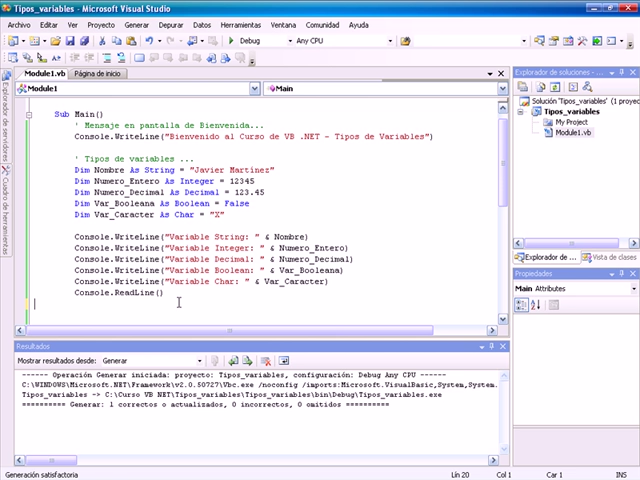 Tipos_variables - Microsoft Visual Studio
Archivo Editar Ver Proyecto Generar Depurar Datos Herramientas Ventana Comunidad Ayuda
Debug Any CPU
Module1.vb Página de inicio
Module1 Main
Explorador de servidores
Cuadro de herramientas
Sub Main()
' Mensaje en pantalla de Bienvenida...
Console.WriteLine("Bienvenido al Curso de VB .NET - Tipos de Variables")
' Tipos de variables ...
Dim Nombre As String = "Javier Martinez"
Dim Numero_Entero As Integer = 12345
Dim Numero_Decimal As Decimal = 123.45
Dim Var_Booleana As Boolean = False
Dim Var_Caracter As Char = "X"
Console.WriteLine("Variable String: " & Nombre)
Console.WriteLine("Variable Integer: " & Numero_Entero)
Console.WriteLine("Variable Decimal: " & Numero_Decimal)
Console.WriteLine("Variable Boolean: " & Var_Booleana)
Console.WriteLine("Variable Char: " & Var_Caracter)
Console.ReadLine()
Explorador de soluciones - ...
Solución 'Tipos_variables' (1 proyec
Tipos_variables
My Project
Module1.vb
Explorador de ... Vista de clases
Propiedades
Main Attributes
Resultados
Mostrar resultados desde: Generar
------ Operación Generar iniciada: proyecto: Tipos_variables, configuración: Debug Any CPU ------
C:\WINDOWS\Microsoft.NET\Framework\v2.0.50727\Vbc.exe /noconfig /imports:Microsoft.VisualBasic,System,System.
Tipos_variables -> C:\Curso VB NET\Tipos_variables\Tipos_variables\bin\Debug\Tipos_variables.exe
========== Generar: 1 correctos o actualizados, 0 incorrectos, 0 omitidos ==========
Generación satisfactoria Lín 20 Col 1 Car 1 INS